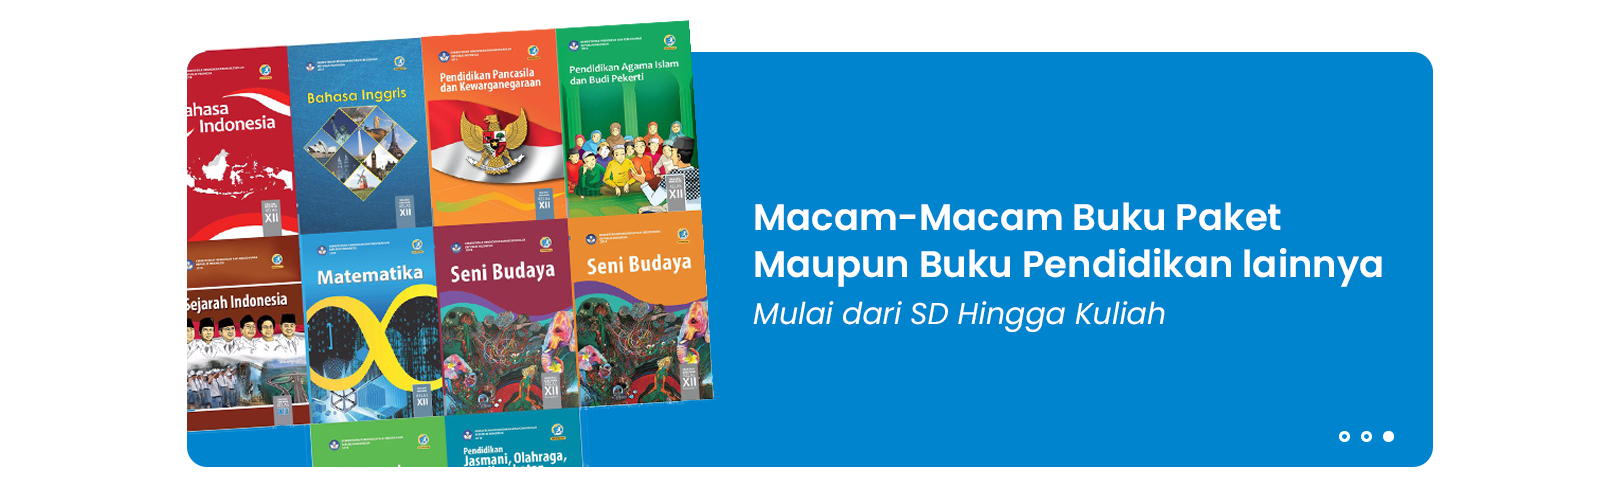 ahasa
Indonesia
Bahasa Inggris
Pendidikan Pancasila
dan Kewarganegaraan
Pendidikan Agama Islam
dan Budi Pekerti
XII
XII
XII
XII
Sejarah Indonesia
Matematika
Seni Budaya
Seni Budaya
XII
XII
XII
Pendidikan
Jasmani, Olahraga,
Macam-Macam Buku Paket
Maupun Buku Pendidikan lainnya
Mulai dari SD Hingga Kuliah